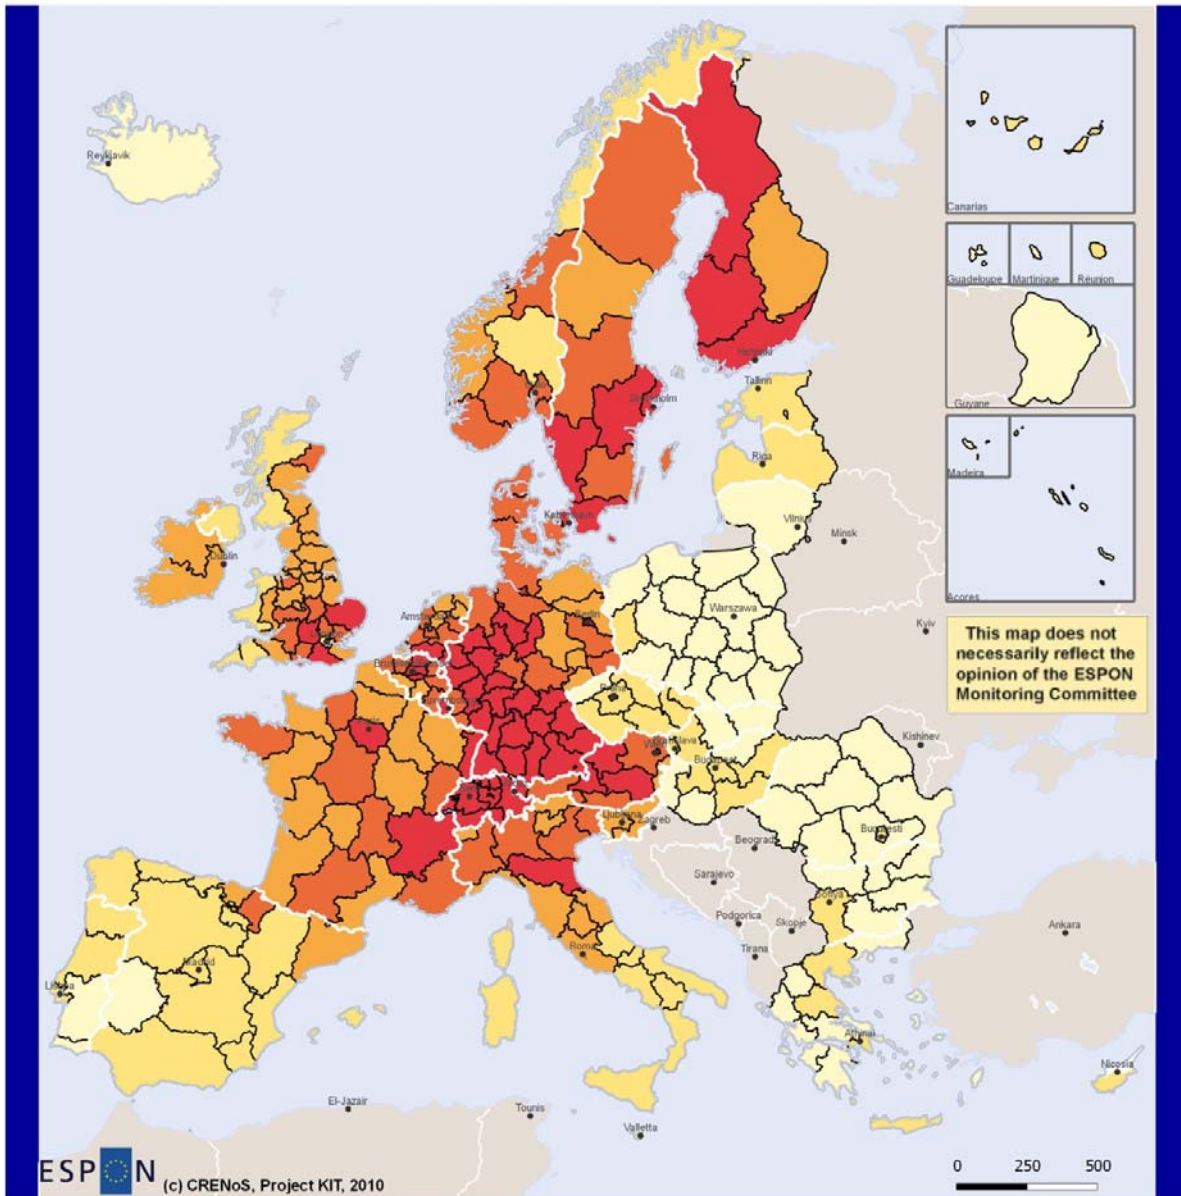 Reykjavik
Canarias
Guadeloupe
Martinique
Réunion
Guyane
Madeira
Acores
Helsinki
Tallinn
Stockholm
Riga
København
Vilnius
Minsk
Dublin
Amsterdam
Berlin
Warszawa
Kyiv
This map does not
necessarily reflect the
opinion of the ESPON
Monitoring Committee
Praha
Paris
Bratislava
Budapest
Kishinev
Ljubljana
Zagreb
Bucuresti
Beograd
Sarajevo
Sofiya
Podgorica
Skopje
Ankara
Roma
Tirana
Madrid
Lisboa
Athinai
Nicosia
El-Jazair
Tounis
Valletta
ESPON
(c) CRENoS, Project KIT, 2010
0 250 500